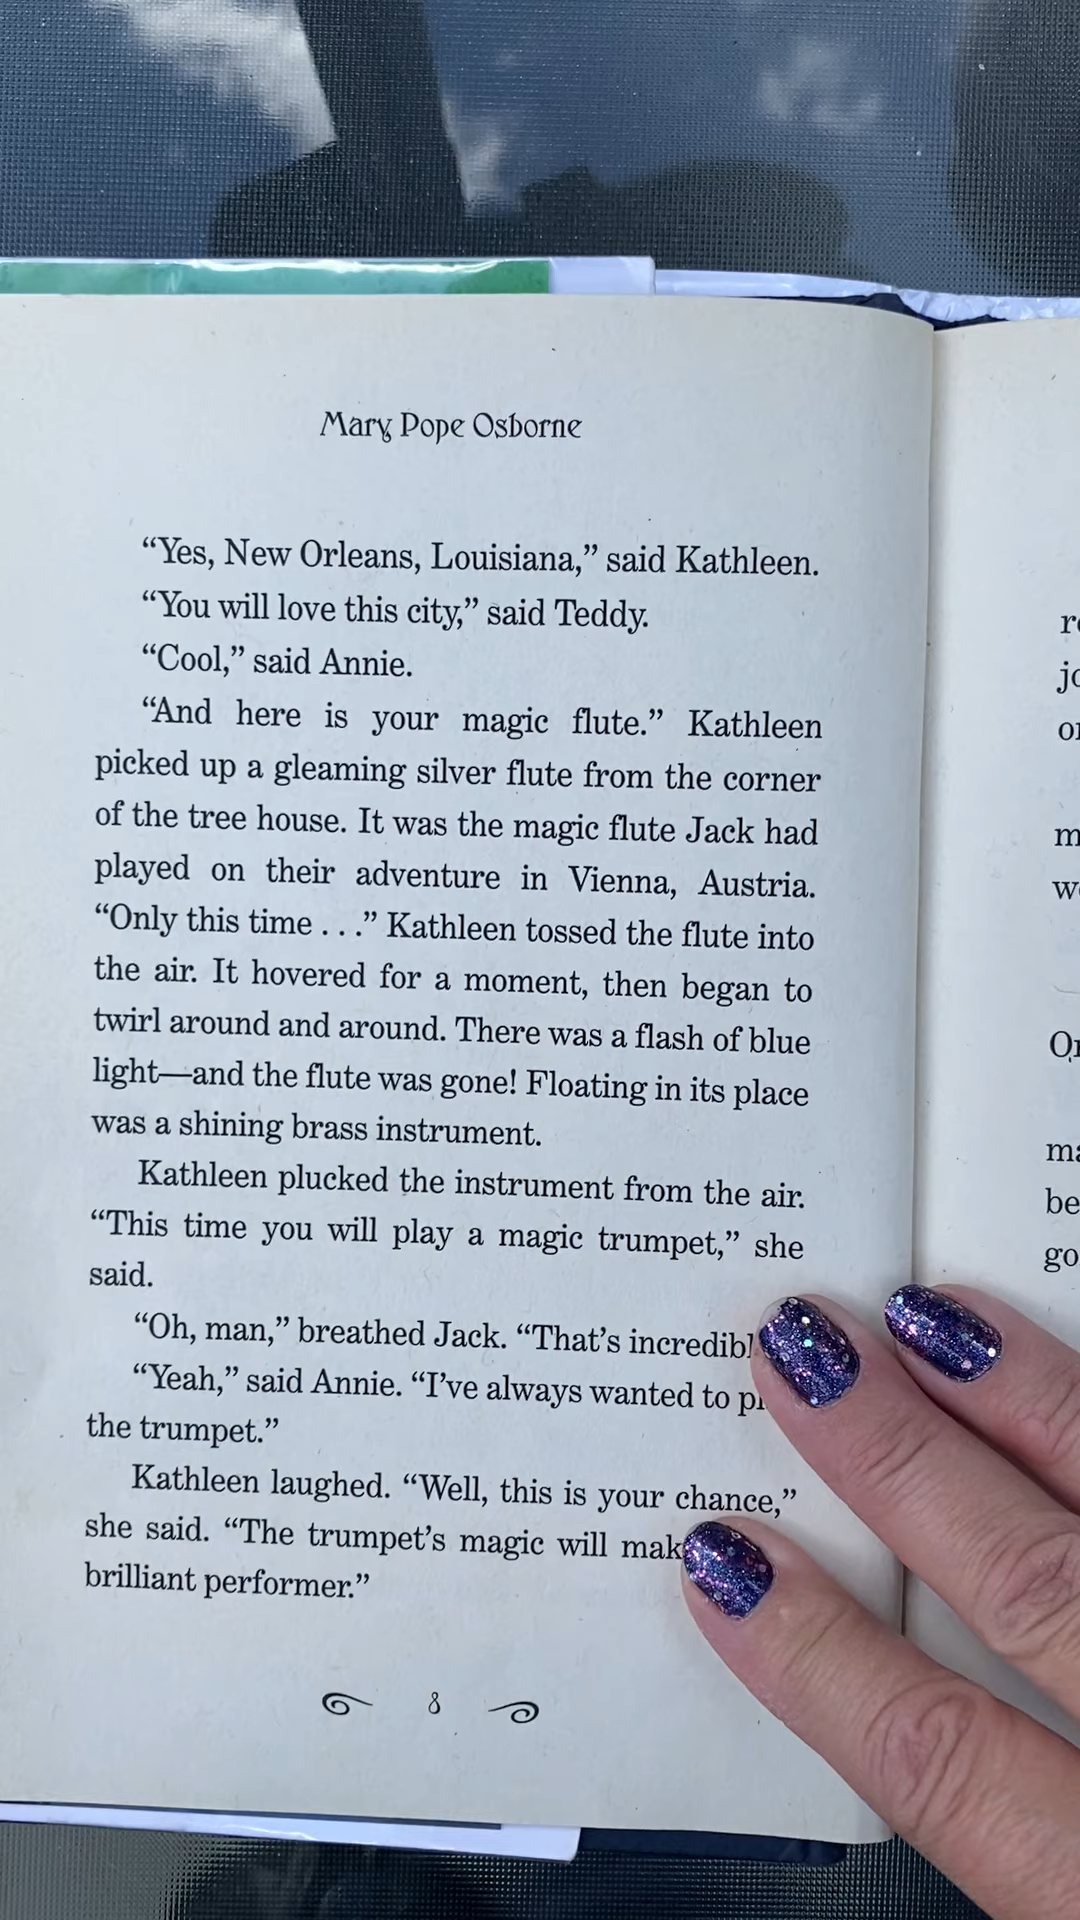 Mary Pope Osborne
“Yes, New Orleans, Louisiana,” said Kathleen.
“You will love this city,” said Teddy.
“Cool,” said Annie.
“And here is your magic flute.” Kathleen
picked up a gleaming silver flute from the corner
of the tree house. It was the magic flute Jack had
played on their adventure in Vienna, Austria.
“Only this time . . .” Kathleen tossed the flute into
the air. It hovered for a moment, then began to
twirl around and around. There was a flash of blue
light—and the flute was gone! Floating in its place
was a shining brass instrument.
Kathleen plucked the instrument from the air.
“This time you will play a magic trumpet,” she
said.
“Oh, man,” breathed Jack. “That’s
“Yeah,” said Annie. “I’ve always wanted to
the trumpet.”
Kathleen laughed. “Well, this is your chance,”
she said. “The trumpet’s magic will
brilliant performer.”
8